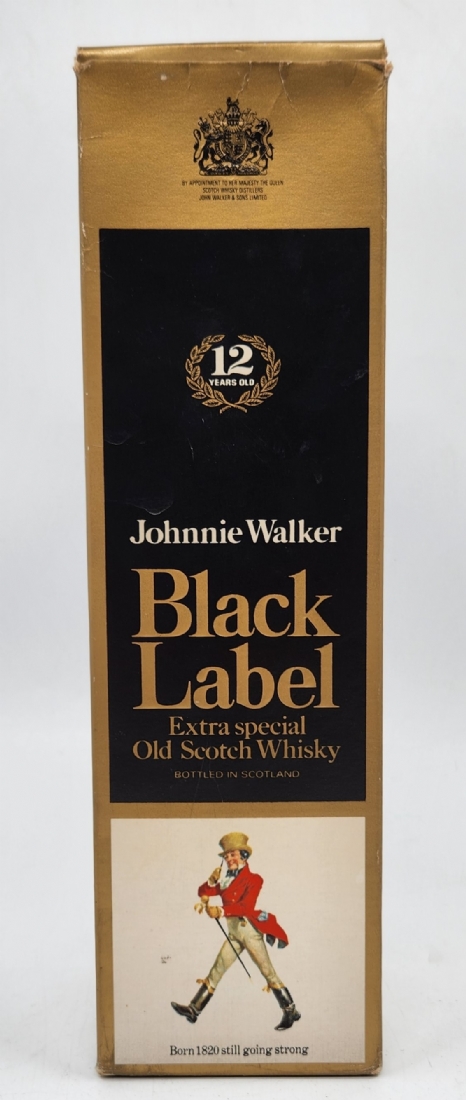 BY APPOINTMENT TO HER MAJESTY THE QUEEN
SCOTCH WHISKY DISTILLERS
JOHN WALKER & SONS LIMITED
12
YEARS OLD
Johnnie Walker
Black
Label
Extra special
Old Scotch Whisky
BOTTLED IN SCOTLAND
Born 1820 still going strong